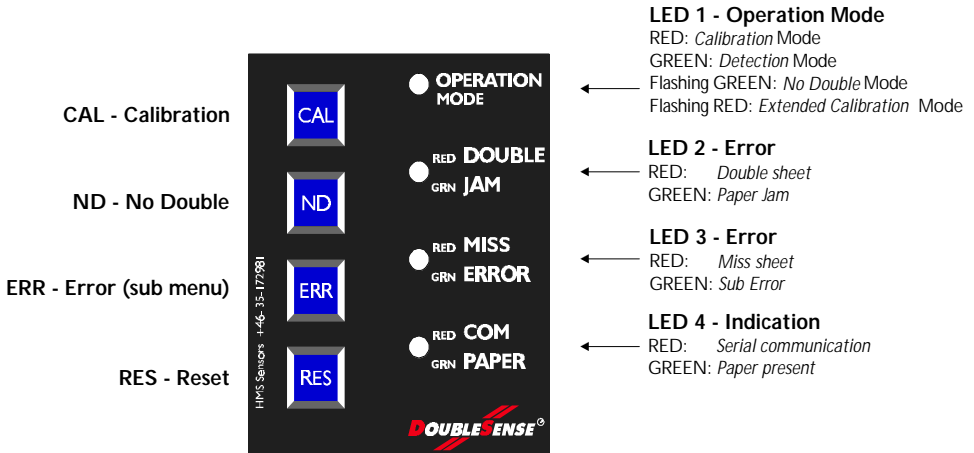 CAL - Calibration
ND - No Double
ERR - Error (sub menu)
RES - Reset
CAL
ND
ERR
RES
HMS Sensors +46-35-172981
OPERATION
MODE
RED DOUBLE
GRN JAM
RED MISS
GRN ERROR
RED COM
GRN PAPER
DOUBLESENSE®
LED 1 - Operation Mode
RED: Calibration Mode
GREEN: Detection Mode
Flashing GREEN: No Double Mode
Flashing RED: Extended Calibration Mode
LED 2 - Error
RED: Double sheet
GREEN: Paper Jam
LED 3 - Error
RED: Miss sheet
GREEN: Sub Error
LED 4 - Indication
RED: Serial communication
GREEN: Paper present